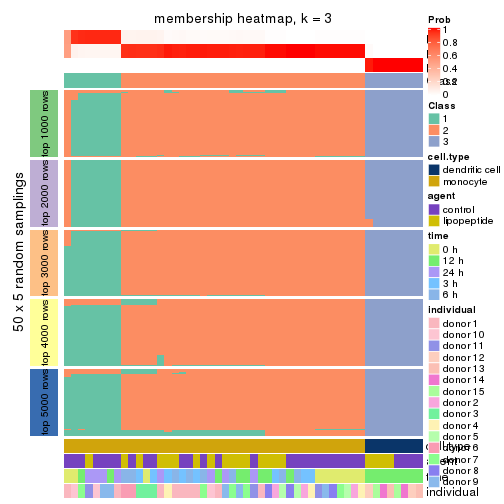 membership heatmap, k = 3
50 x 5 random samplings
top 1000 rows
top 2000 rows
top 3000 rows
top 4000 rows
top 5000 rows
Prob
1
0.8
0.6
0.4
0.2
0
Class
1
2
3
cell.type
dendritic cell
monocyte
agent
control
lipopeptide
time
0 h
12 h
24 h
3 h
6 h
individual
donor 1
donor 10
donor 11
donor 12
donor 13
donor 14
donor 15
donor 2
donor 3
donor 4
donor 5
donor 6
donor 7
donor 8
donor 9
individual